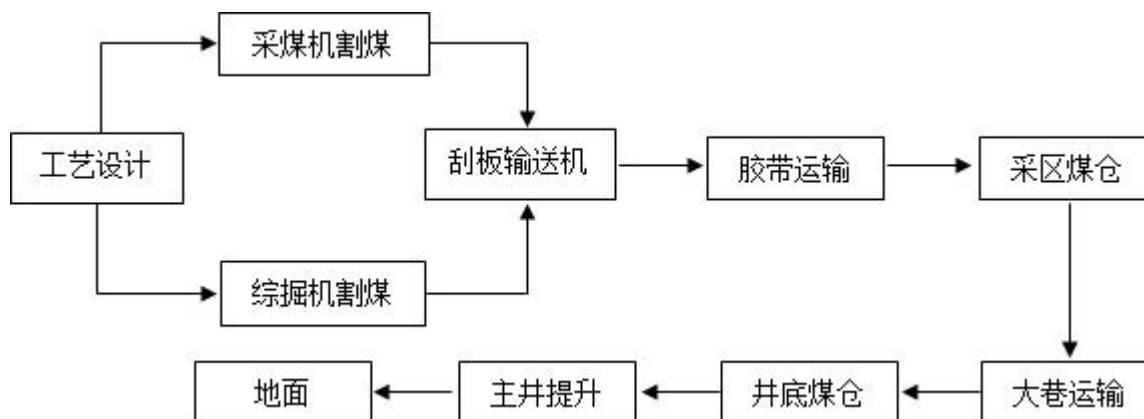 采煤机割煤
工艺设计
刮板输送机
胶带运输
采区煤仓
综掘机割煤
地面
主井提升
井底煤仓
大巷运输